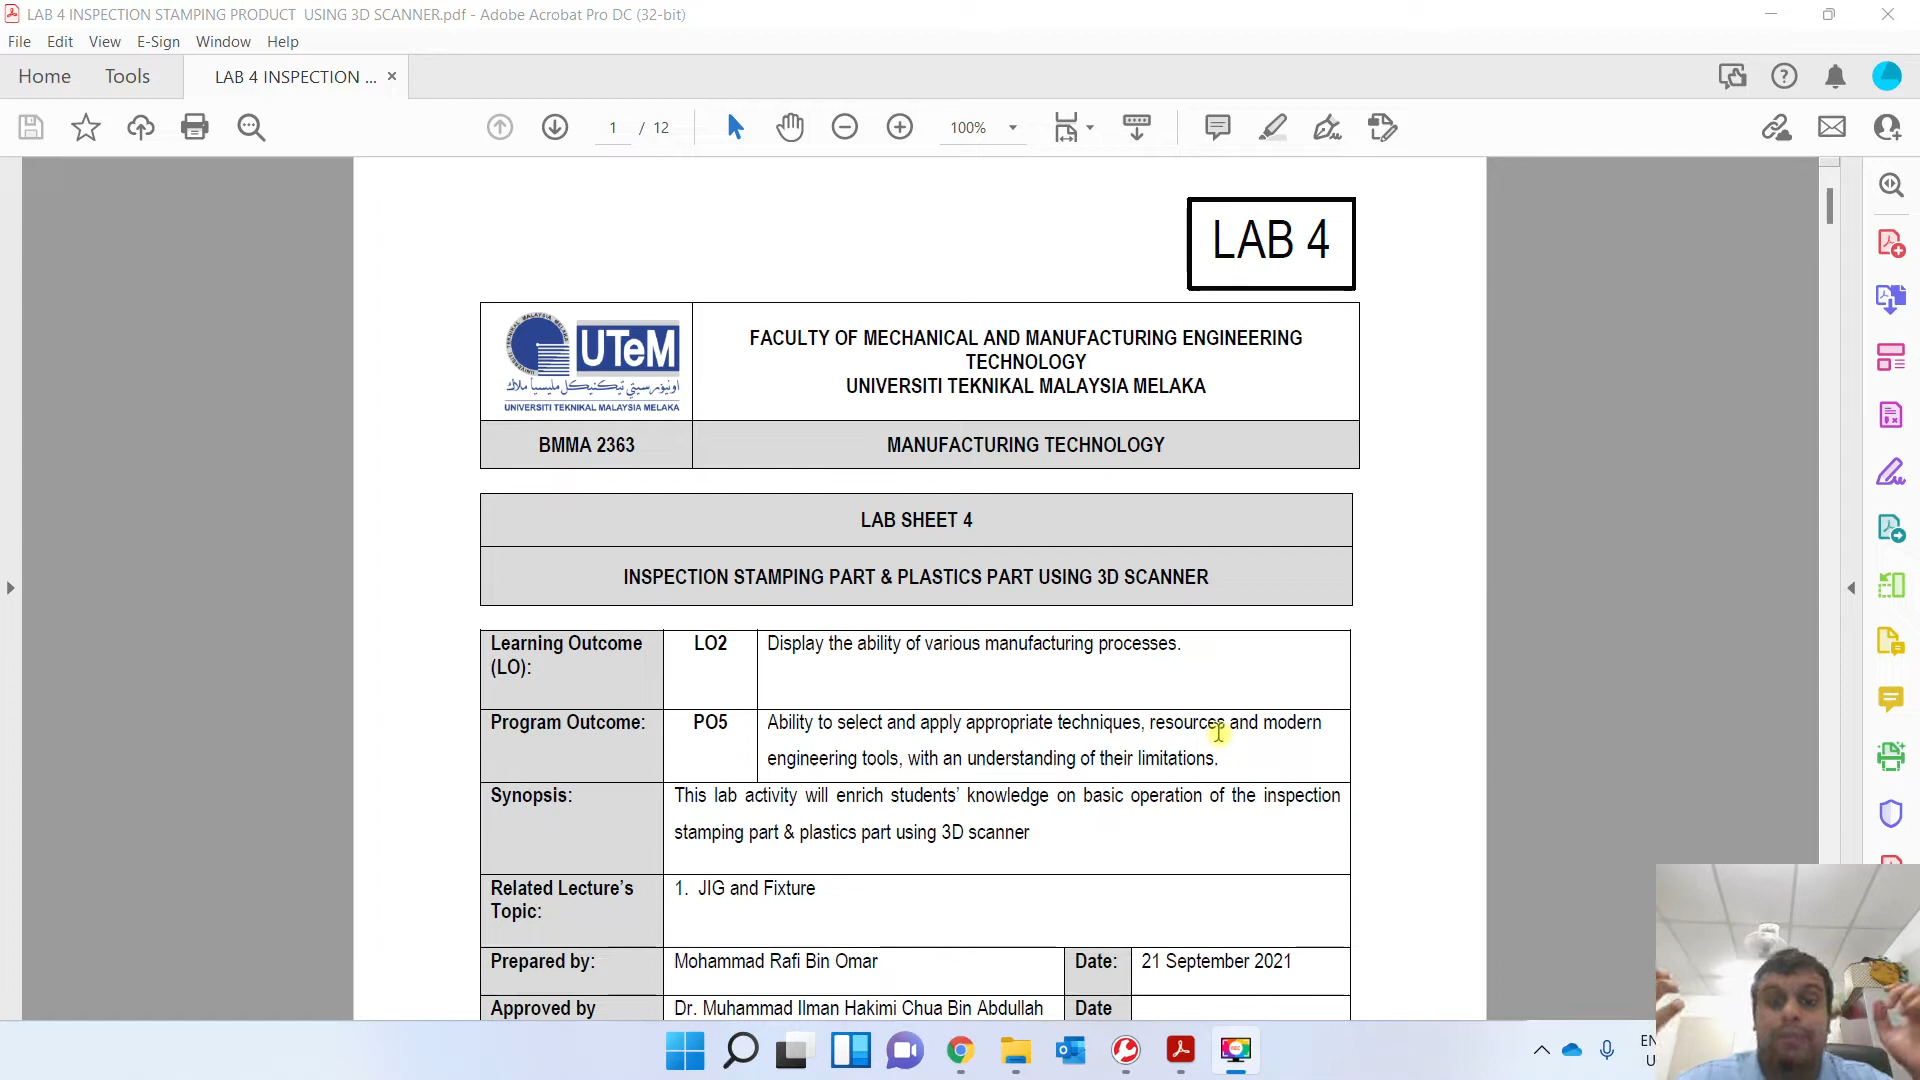 LAB 4 INSPECTION STAMPING PRODUCT  USING 3D SCANNER.pdf - Adobe Acrobat Pro DC (32-bit)
File Edit View E-Sign Window Help
Home Tools LAB 4 INSPECTION ...
1 / 12 100%
LAB 4
UTeM
اونيۏرسيتي تيكنيكل مليسيا ملاك
UNIVERSITI TEKNIKAL MALAYSIA MELAKA
FACULTY OF MECHANICAL AND MANUFACTURING ENGINEERING
TECHNOLOGY
UNIVERSITI TEKNIKAL MALAYSIA MELAKA
BMMA 2363 MANUFACTURING TECHNOLOGY
LAB SHEET 4
INSPECTION STAMPING PART & PLASTICS PART USING 3D SCANNER
Learning Outcome
(LO):
LO2
Display the ability of various manufacturing processes.
Program Outcome:
PO5
Ability to select and apply appropriate techniques, resources and modern
engineering tools, with an understanding of their limitations.
Synopsis:
This lab activity will enrich students' knowledge on basic operation of the inspection
stamping part & plastics part using 3D scanner
Related Lecture's
Topic:
1. JIG and Fixture
Prepared by: Mohammad Rafi Bin Omar Date: 21 September 2021
Approved by Dr. Muhammad Ilman Hakimi Chua Bin Abdullah Date